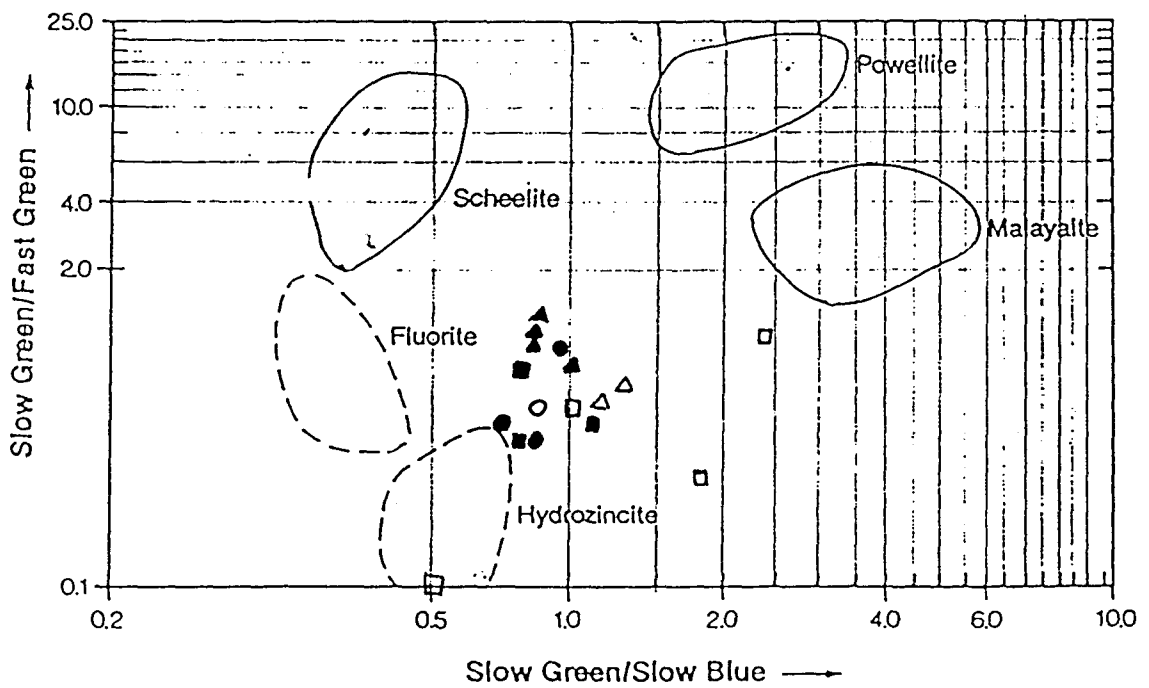 25.0
10.0
4.0
2.0
0.1
Slow Green/Fast Green
Powellite
Scheelite
Malayaite
Fluorite
Hydrozincite
0.2
0.5
1.0
2.0
4.0
6.0
10.0
Slow Green/Slow Blue